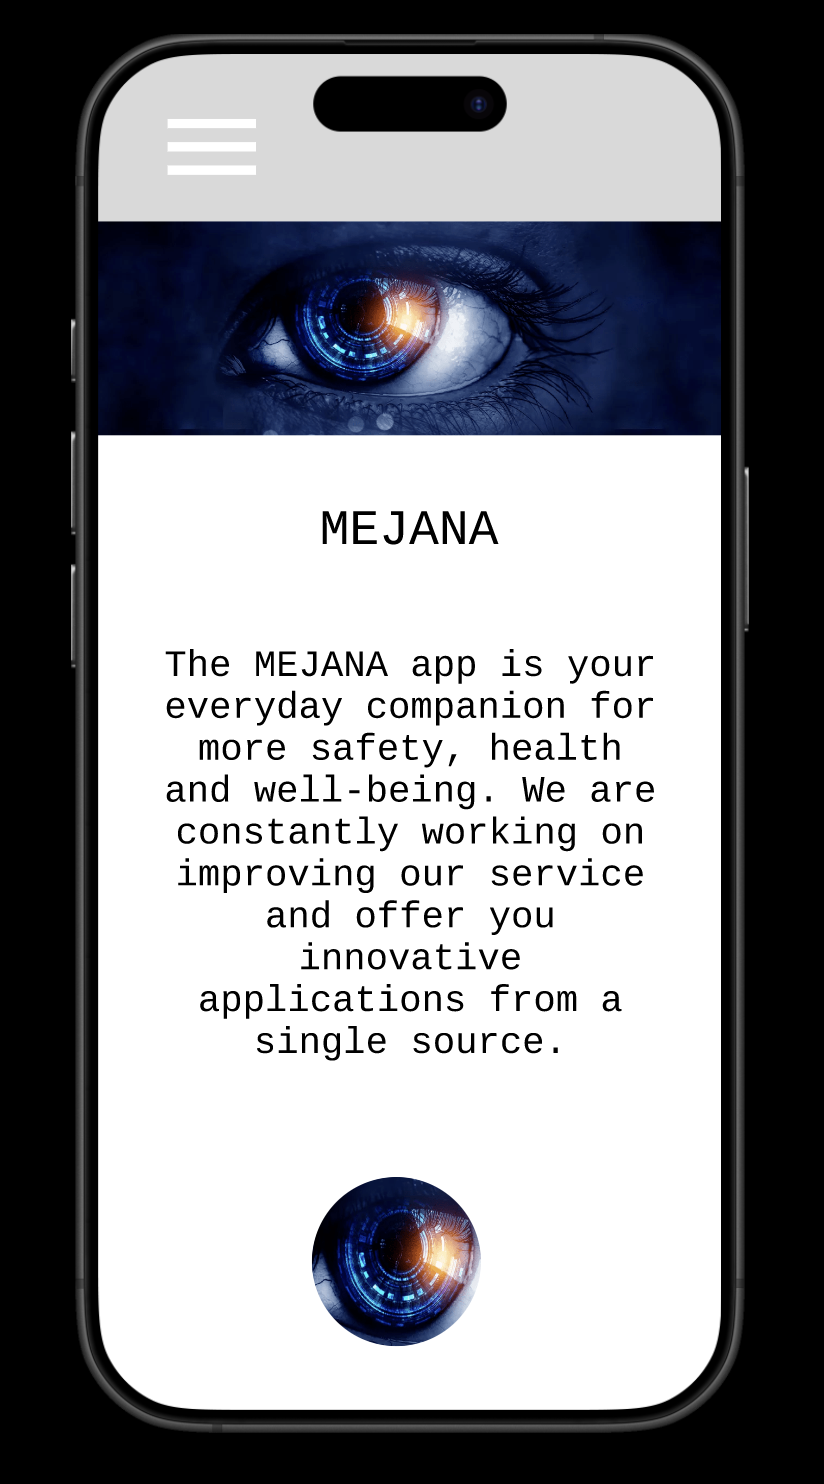 MEJANA
The MEJANA app is your
everyday companion for
more safety, health
and well-being. We are
constantly working on
improving our service
and offer you
innovative
applications from a
single source.